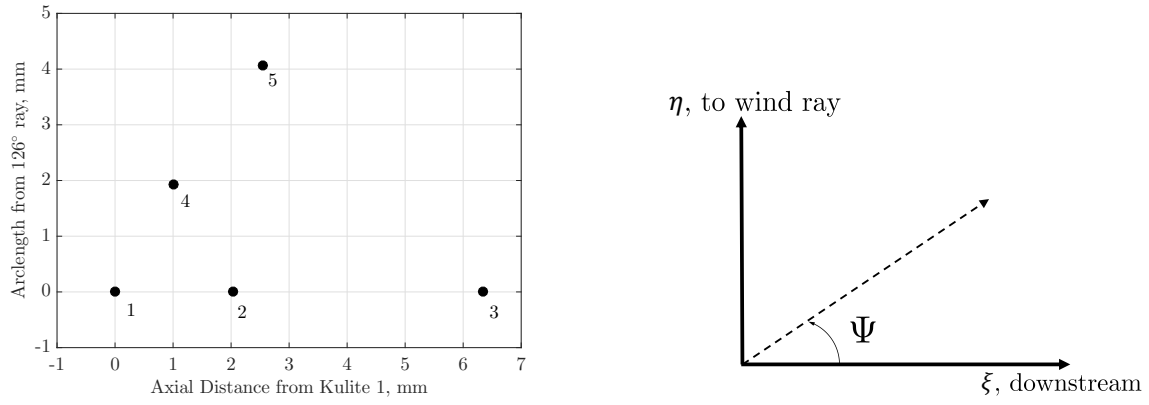 5
4
3
2
1
0
-1
5
4
1
2
3
-1 0 1 2 3 4 5 6 7
Axial Distance from Kulite 1, mm
Arclength from 126° ray, mm
η, to wind ray
Ψ
ξ, downstream